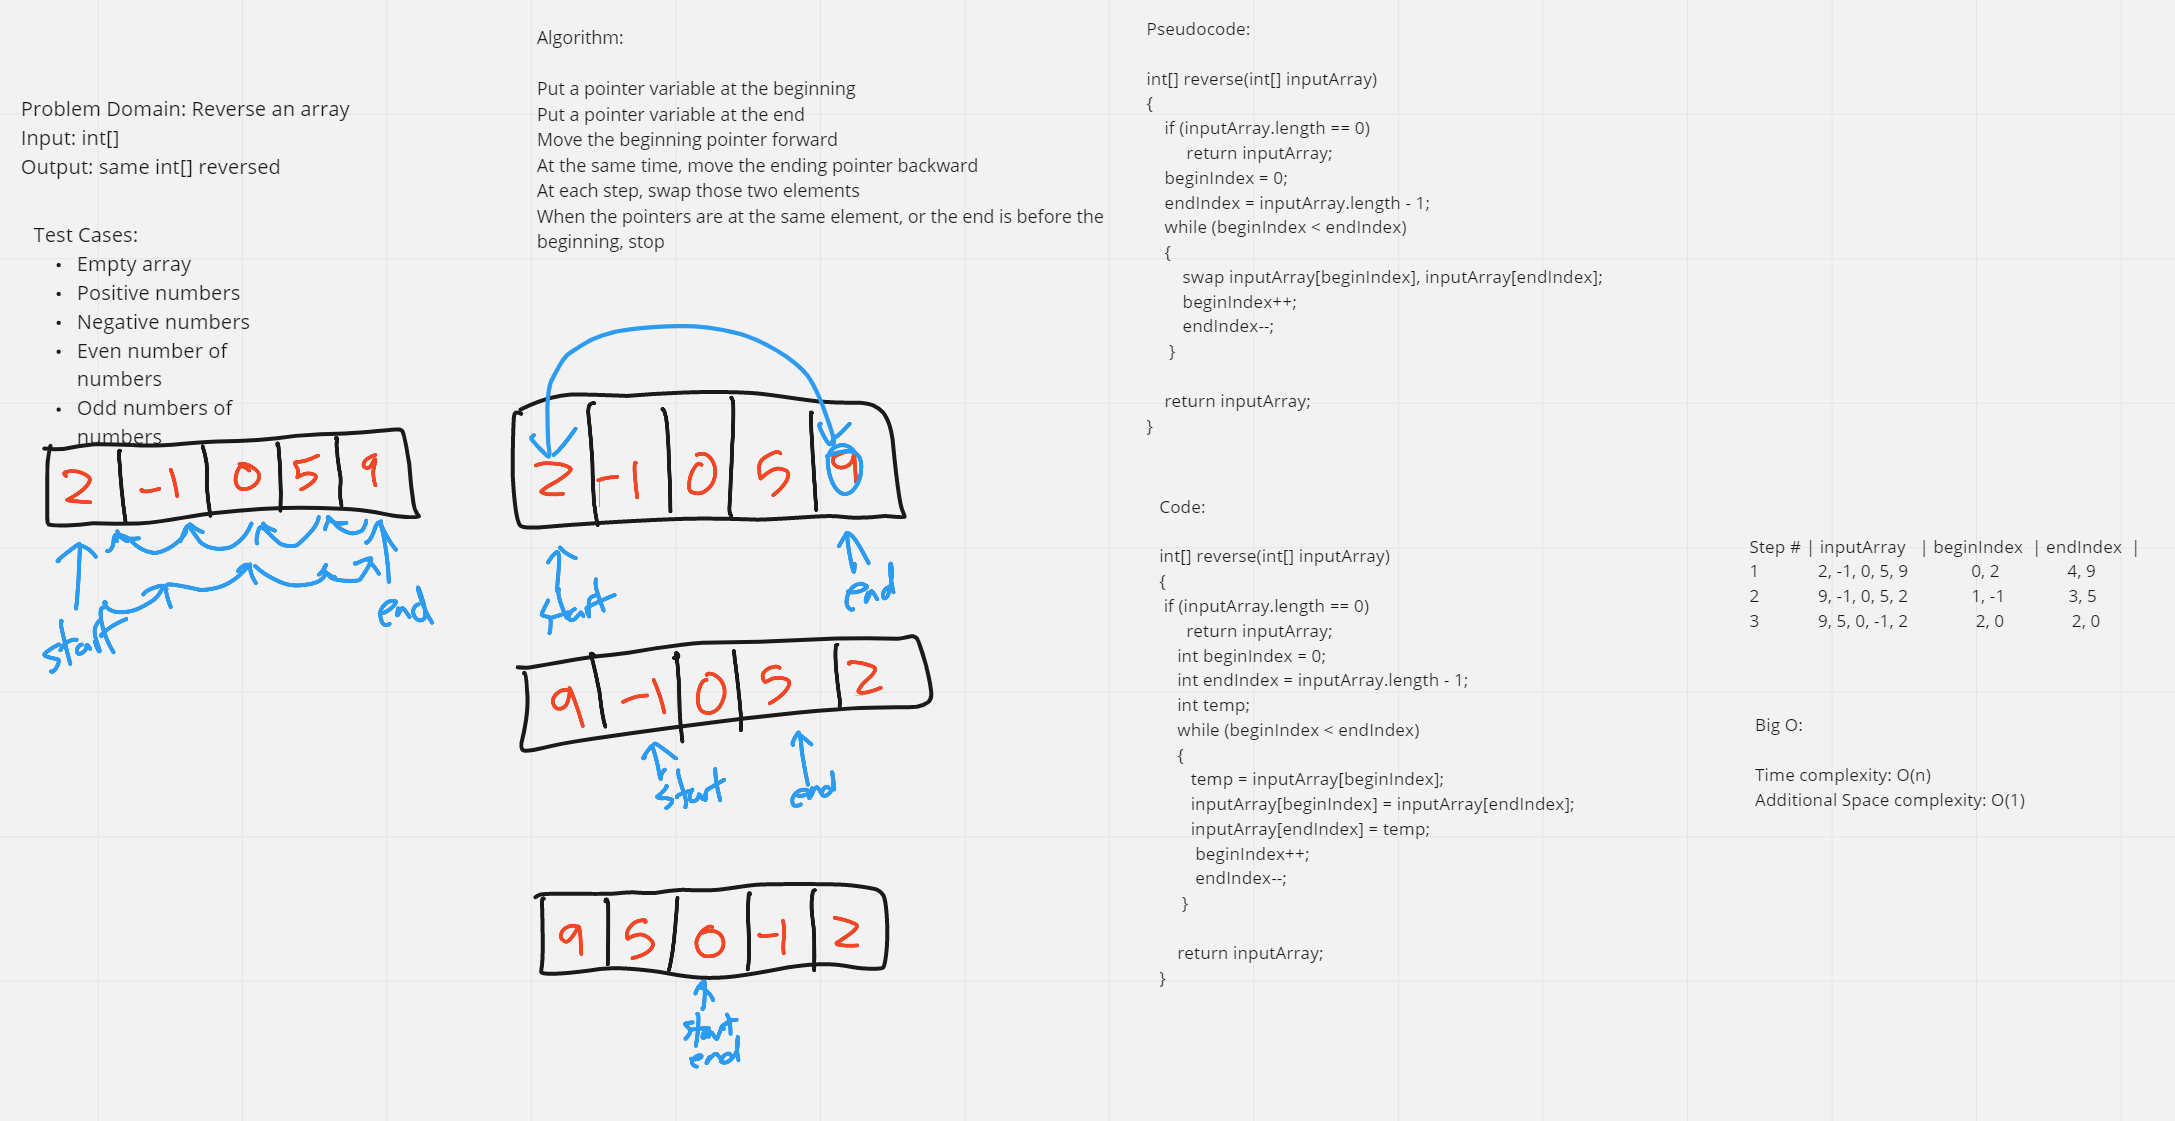 Problem Domain: Reverse an array
Input: int[]
Output: same int[] reversed
Test Cases:
• Empty array
• Positive numbers
• Negative numbers
• Even number of
numbers
• Odd numbers of
numbers
2 -1 0 5 9
start
end
Algorithm:
Put a pointer variable at the beginning
Put a pointer variable at the end
Move the beginning pointer forward
At the same time, move the ending pointer backward
At each step, swap those two elements
When the pointers are at the same element, or the end is before the
beginning, stop
2 -1 0 5 9
start
end
9 -1 0 5 2
start
end
9 5 0 -1 2
start
end
Pseudocode:
int[] reverse(int[] inputArray)
{
if (inputArray.length == 0)
return inputArray;
beginIndex = 0;
endIndex = inputArray.length - 1;
while (beginIndex < endIndex)
{
swap inputArray[beginIndex], inputArray[endIndex];
beginIndex++;
endIndex--;
}
return inputArray;
}
Code:
int[] reverse(int[] inputArray)
{
if (inputArray.length == 0)
return inputArray;
int beginIndex = 0;
int endIndex = inputArray.length - 1;
int temp;
while (beginIndex < endIndex)
{
temp = inputArray[beginIndex];
inputArray[beginIndex] = inputArray[endIndex];
inputArray[endIndex] = temp;
beginIndex++;
endIndex--;
}
return inputArray;
}
Step # | inputArray | beginIndex | endIndex |
1 2, -1, 0, 5, 9 0, 2 4, 9
2 9, -1, 0, 5, 2 1, -1 3, 5
3 9, 5, 0, -1, 2 2, 0 2, 0
Big O:
Time complexity: O(n)
Additional Space complexity: O(1)